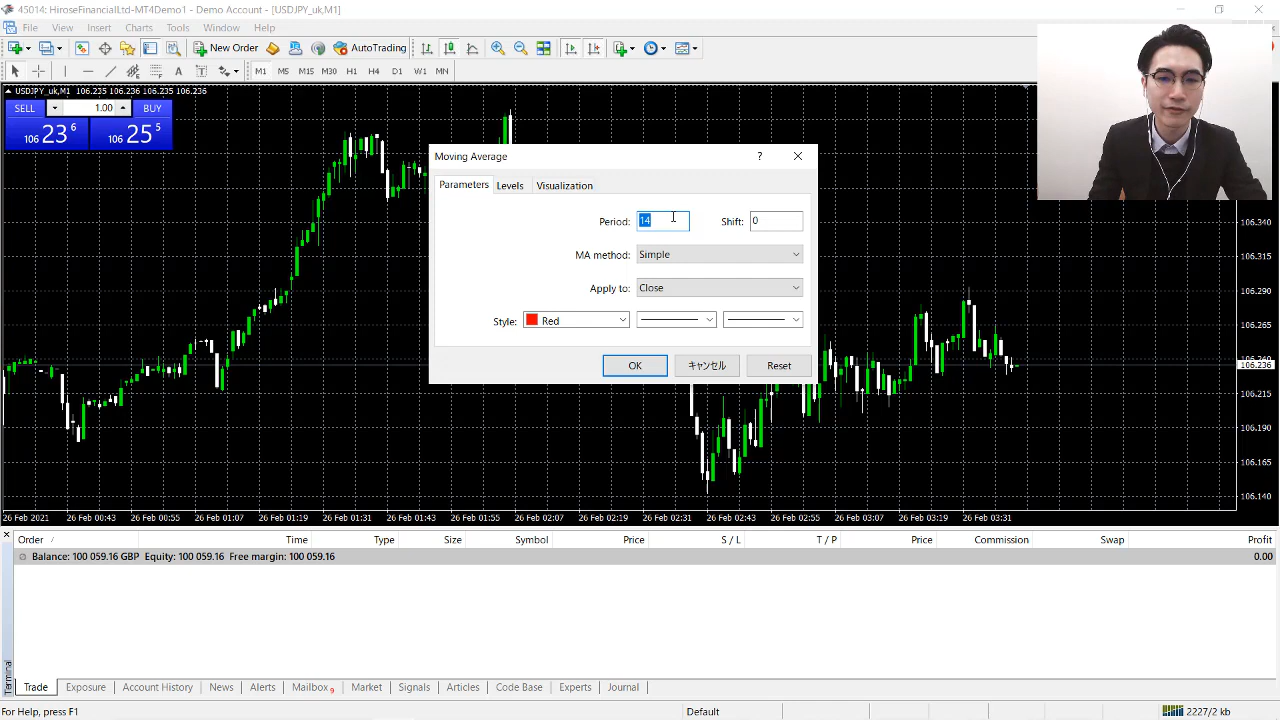 45014: HiroseFinancialLtd-MT4Demo1 - Demo Account - [USDJPY_uk,M1]
File View Insert Charts Tools Window Help
New Order AutoTrading
A T M1 M5 M15 M30 H1 H4 D1 W1 MN
USDJPY_uk,M1 106.235 106.236 106.235 106.236
SELL 1.00 BUY
106 23 6 106 25 5
Moving Average ?
Parameters Levels Visualization
Period: 14 Shift: 0
MA method: Simple
Apply to: Close
Style: Red
OK キャンセル Reset
106.340
106.315
106.290
106.265
106.240
106.236
106.215
106.190
106.165
106.140
26 Feb 2021 26 Feb 00:43 26 Feb 00:55 26 Feb 01:07 26 Feb 01:19 26 Feb 01:31 26 Feb 01:43 26 Feb 01:55 26 Feb 02:07 26 Feb 02:19 26 Feb 02:31 26 Feb 02:43 26 Feb 02:55 26 Feb 03:07 26 Feb 03:19 26 Feb 03:31
Order / Time Type Size Symbol Price S / L T / P Price Commission Swap Profit
Balance: 100 059.16 GBP Equity: 100 059.16 Free margin: 100 059.16 0.00
Terminal
Trade Exposure Account History News Alerts Mailbox 9 Market Signals Articles Code Base Experts Journal
For Help, press F1 Default 2227/2 kb